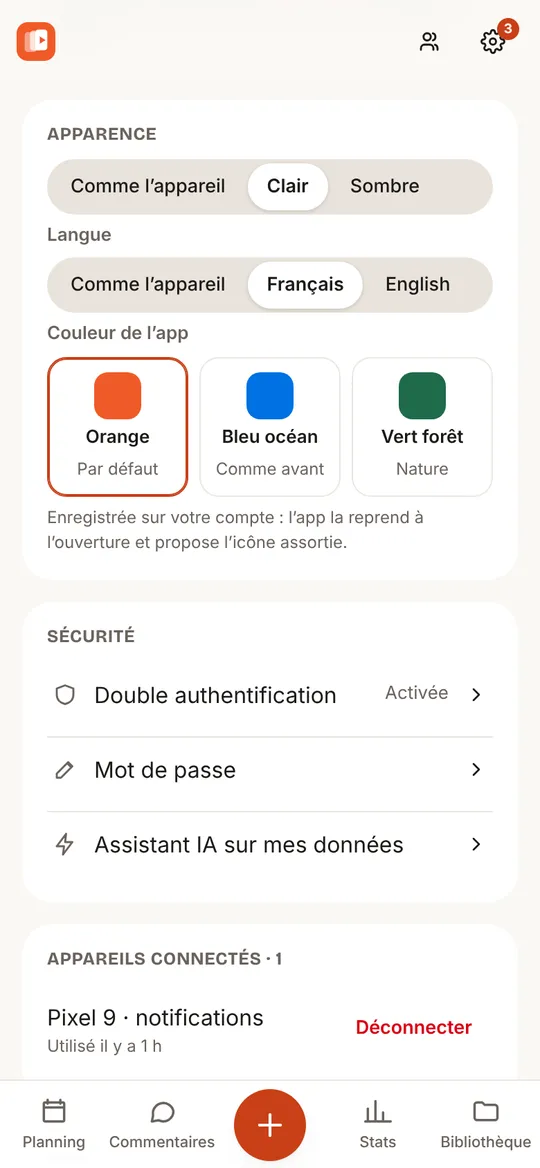 3
APPARENCE
Comme l’appareil Clair Sombre
Langue
Comme l’appareil Français English
Couleur de l’app
Orange Bleu océan Vert forêt
Par défaut Comme avant Nature
Enregistrée sur votre compte : l’app la reprend à
l’ouverture et propose l’icône assortie.
SÉCURITÉ
Double authentification Activée
Mot de passe
Assistant IA sur mes données
APPAREILS CONNECTÉS · 1
Pixel 9 · notifications
Déconnecter
Utilisé il y a 1 h
Planning Commentaires Stats Bibliothèque